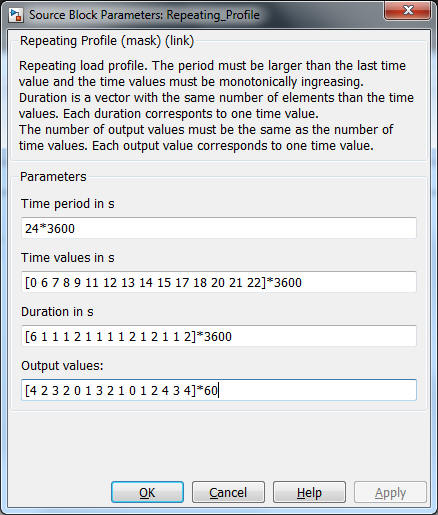 Source Block Parameters: Repeating_Profile
Repeating Profile (mask) (link)
Repeating load profile. The period must be larger than the last time
value and the time values must be monotonically ingreasing.
Duration is a vector with the same number of elements than the time
values. Each duration corresponts to one time value.
The number of output values must be the same as the number of
time values. Each output value corresponds to one time value.
Parameters
Time period in s
24*3600
Time values in s
[0 6 7 8 9 11 12 13 14 15 17 18 20 21 22]*3600
Duration in s
[6 1 1 1 2 1 1 1 1 2 1 2 1 1 2]*3600
Output values:
[4 2 3 2 0 1 3 2 1 0 1 2 4 3 4]*60
OK Cancel Help Apply